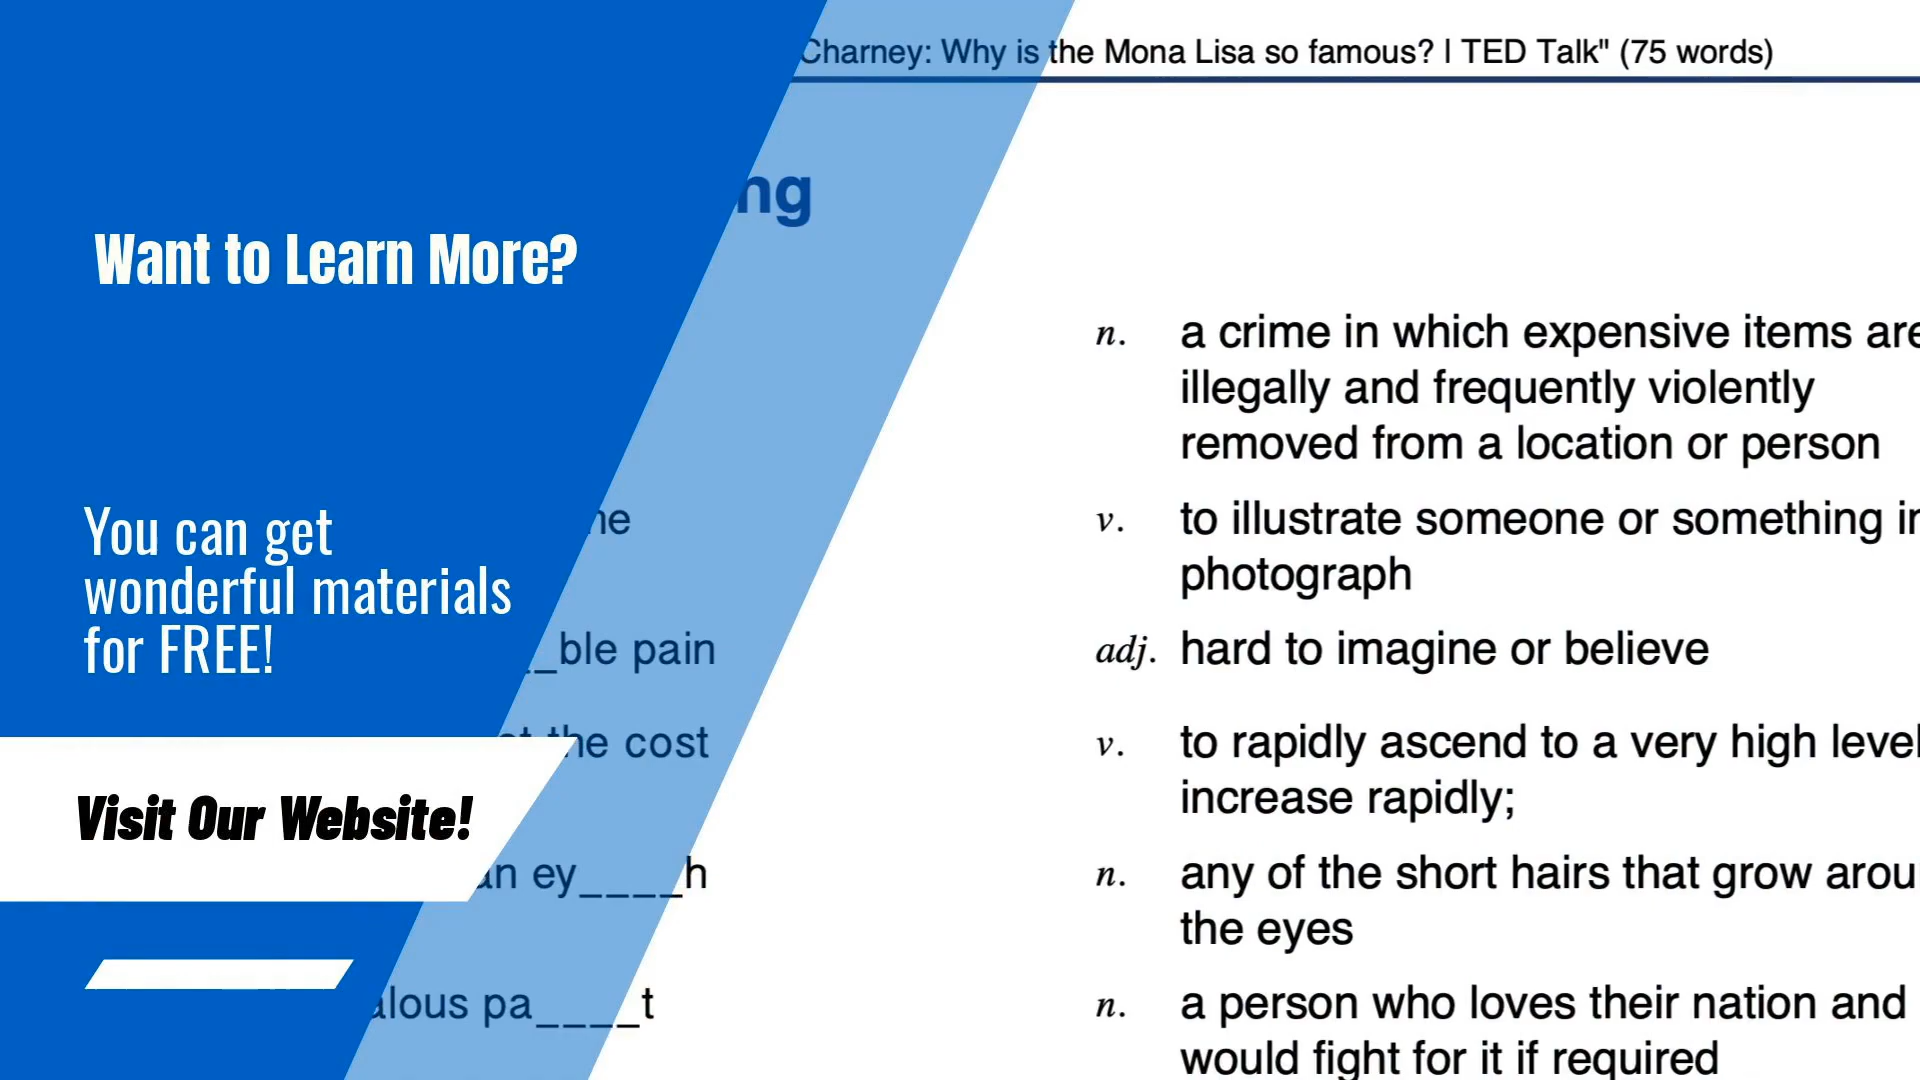 Charney: Why is the Mona Lisa so famous? | TED Talk" (75 words)
ng
Want to Learn More?
You can get
wonderful materials
for FREE!
Visit Our Website!
n. a crime in which expensive items are
illegally and frequently violently
removed from a location or person
v. to illustrate someone or something in
photograph
_ble pain
adj. hard to imagine or believe
the cost
v. to rapidly ascend to a very high level
increase rapidly;
an ey____h
n. any of the short hairs that grow arou
the eyes
alous pa____t
n. a person who loves their nation and
would fight for it if required